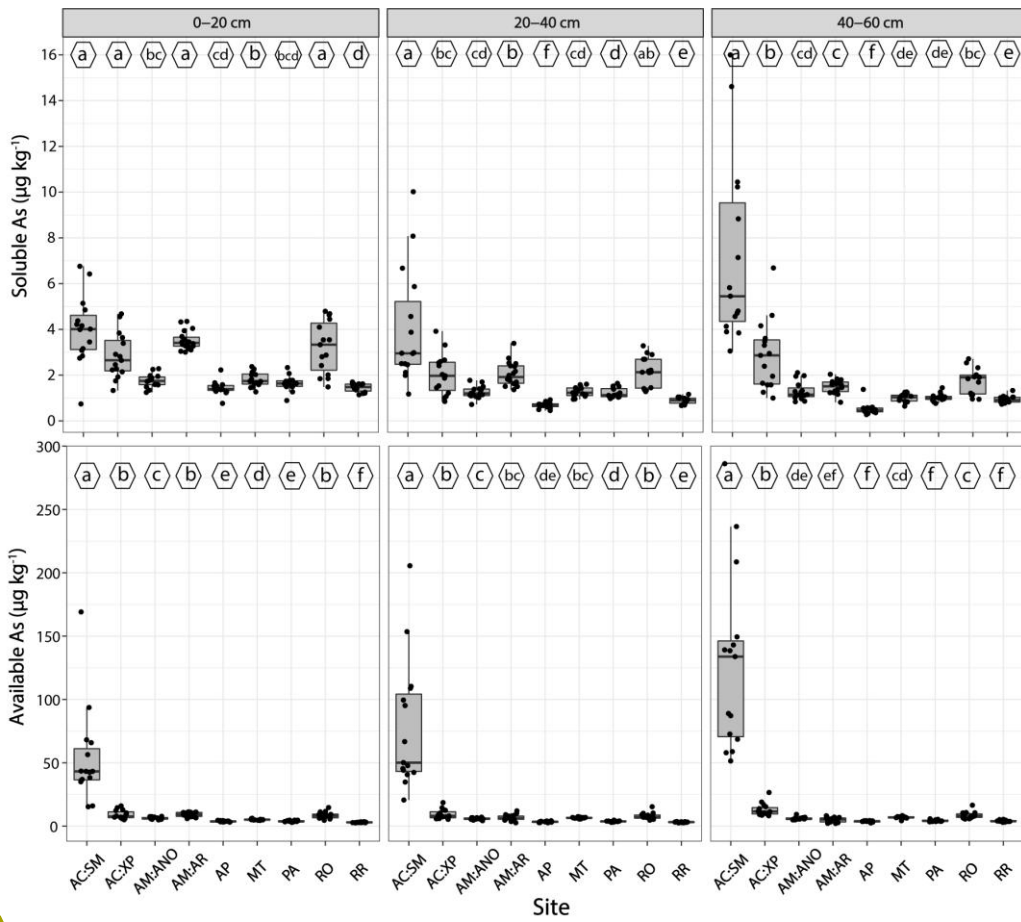 0–20 cm 20–40 cm 40–60 cm
a a bc a cd b bcd a d
a bc cd b f cd d ab e
a b cd c f de de bc e
Soluble As (µg kg⁻¹)
16
14
12
10
8
6
4
2
0
a b c b e d e b f
a b c bc de bc d b e
a b de ef f cd f c f
Available As (µg kg⁻¹)
300
250
200
150
100
50
0
AC:SM AC:XP AM:ANO AM:AR AP MT PA RO RR
AC:SM AC:XP AM:ANO AM:AR AP MT PA RO RR
AC:SM AC:XP AM:ANO AM:AR AP MT PA RO RR
Site